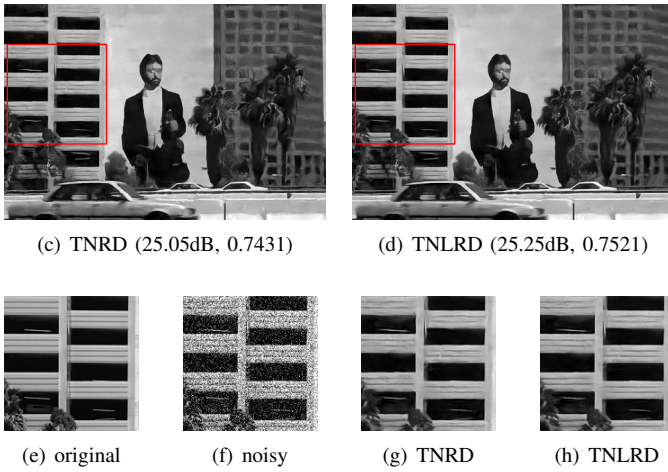 (c) TNRD (25.05dB, 0.7431)
(d) TNLRD (25.25dB, 0.7521)
(e) original
(f) noisy
(g) TNRD
(h) TNLRD